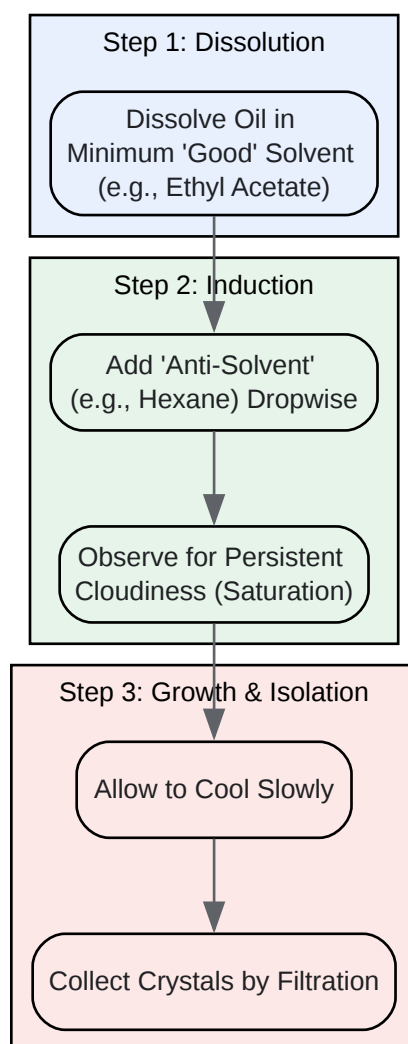 Step 1: Dissolution
Dissolve Oil in
Minimum 'Good' Solvent
(e.g., Ethyl Acetate)
Step 2: Induction
Add 'Anti-Solvent'
(e.g., Hexane) Dropwise
Observe for Persistent
Cloudiness (Saturation)
Step 3: Growth & Isolation
Allow to Cool Slowly
Collect Crystals by Filtration